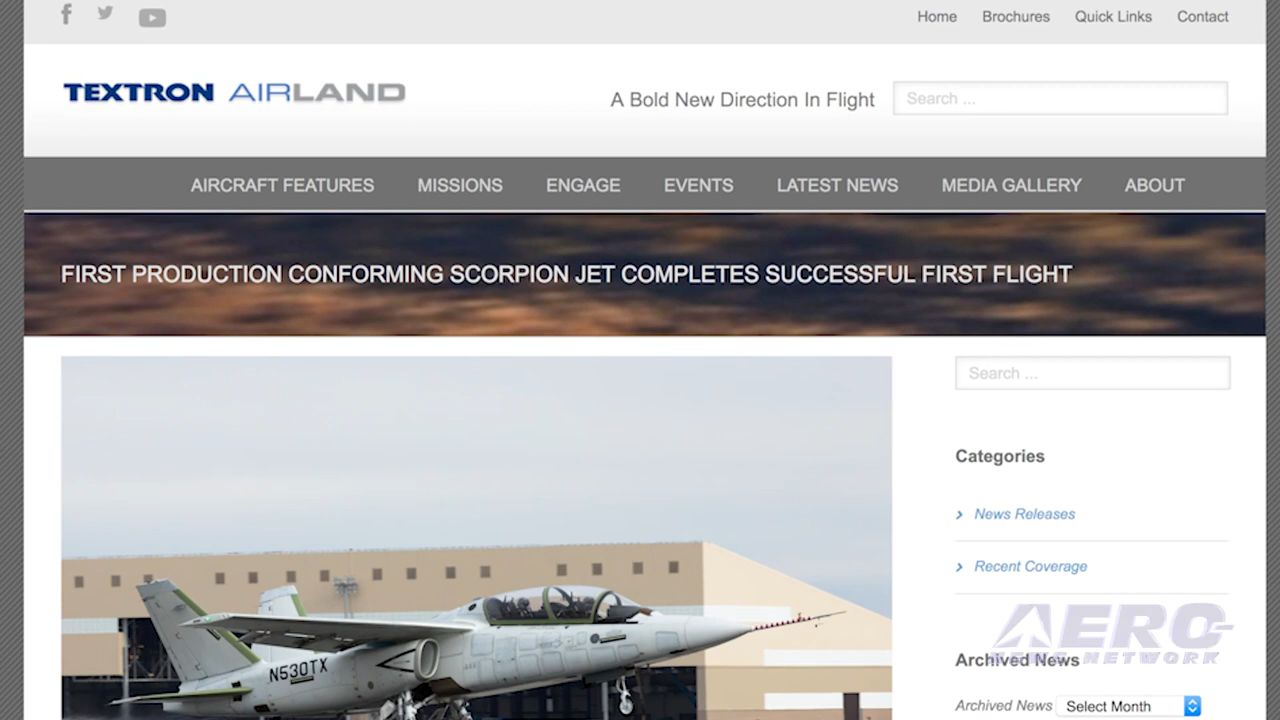 Home Brochures Quick Links Contact
TEXTRON AIRLAND
A Bold New Direction In Flight
Search ...
AIRCRAFT FEATURES MISSIONS ENGAGE EVENTS LATEST NEWS MEDIA GALLERY ABOUT
FIRST PRODUCTION CONFORMING SCORPION JET COMPLETES SUCCESSFUL FIRST FLIGHT
Search ...
Categories
News Releases
Recent Coverage
N530TX
AERO
NEWS NETWORK
Archived News
Archived News Select Month